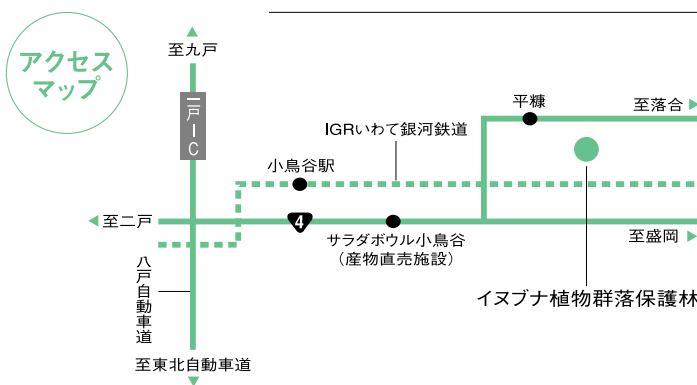 アクセス
マップ
至九戸
一戸IC
IGRいわて銀河鉄道
平糠
至落合
小鳥谷駅
至二戸
4
サラダボウル小鳥谷
(産物直売施設)
至盛岡
八戸自動車道
イヌブナ植物群落保護林
至東北自動車道